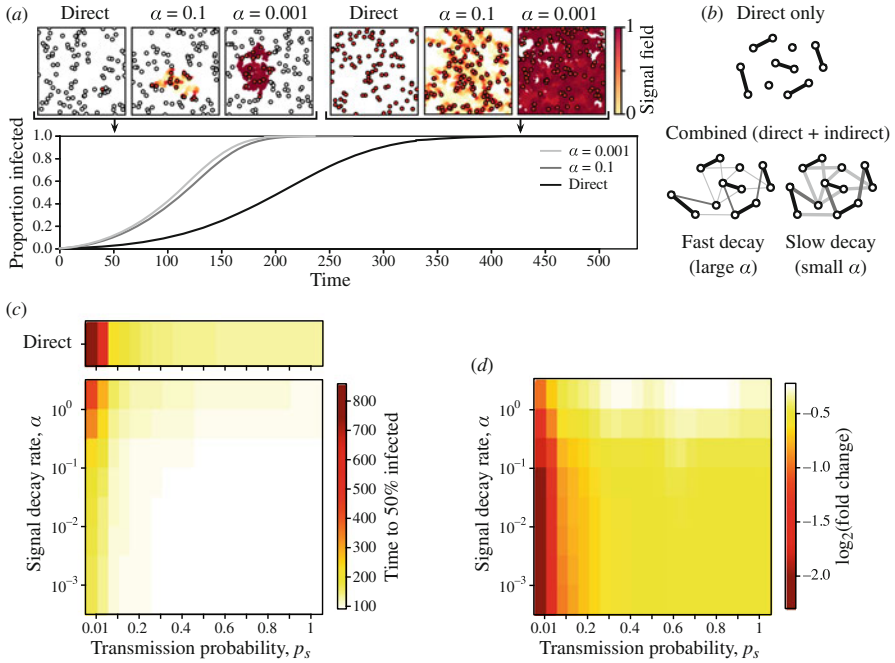 (a) Direct α = 0.1 α = 0.001 Direct α = 0.1 α = 0.001
1
0
Signal field
Proportion infected
1.0
0.8
0.6
0.4
0.2
0.0
α = 0.001
α = 0.1
Direct
0 50 100 150 200 250 300 350 400 450 500
Time
(b) Direct only
Combined (direct + indirect)
Fast decay Slow decay
(large α) (small α)
(c)
Direct
Signal decay rate, α
10⁰
10⁻¹
10⁻²
10⁻³
0.01 0.2 0.4 0.6 0.8 1
Transmission probability, pₛ
800
700
600
500
400
300
200
100
Time to 50% infected
(d)
Signal decay rate, α
10⁰
10⁻¹
10⁻²
10⁻³
0.01 0.2 0.4 0.6 0.8 1
Transmission probability, pₛ
−0.5
−1.0
−1.5
−2.0
log₂(fold change)